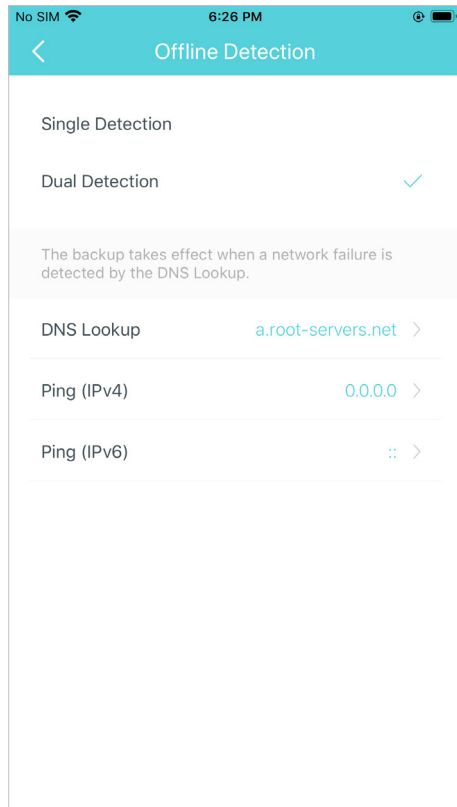 No SIM 6:26 PM
Offline Detection
Single Detection
Dual Detection
The backup takes effect when a network failure is
detected by the DNS Lookup.
DNS Lookup a.root-servers.net
Ping (IPv4) 0.0.0.0
Ping (IPv6) ::